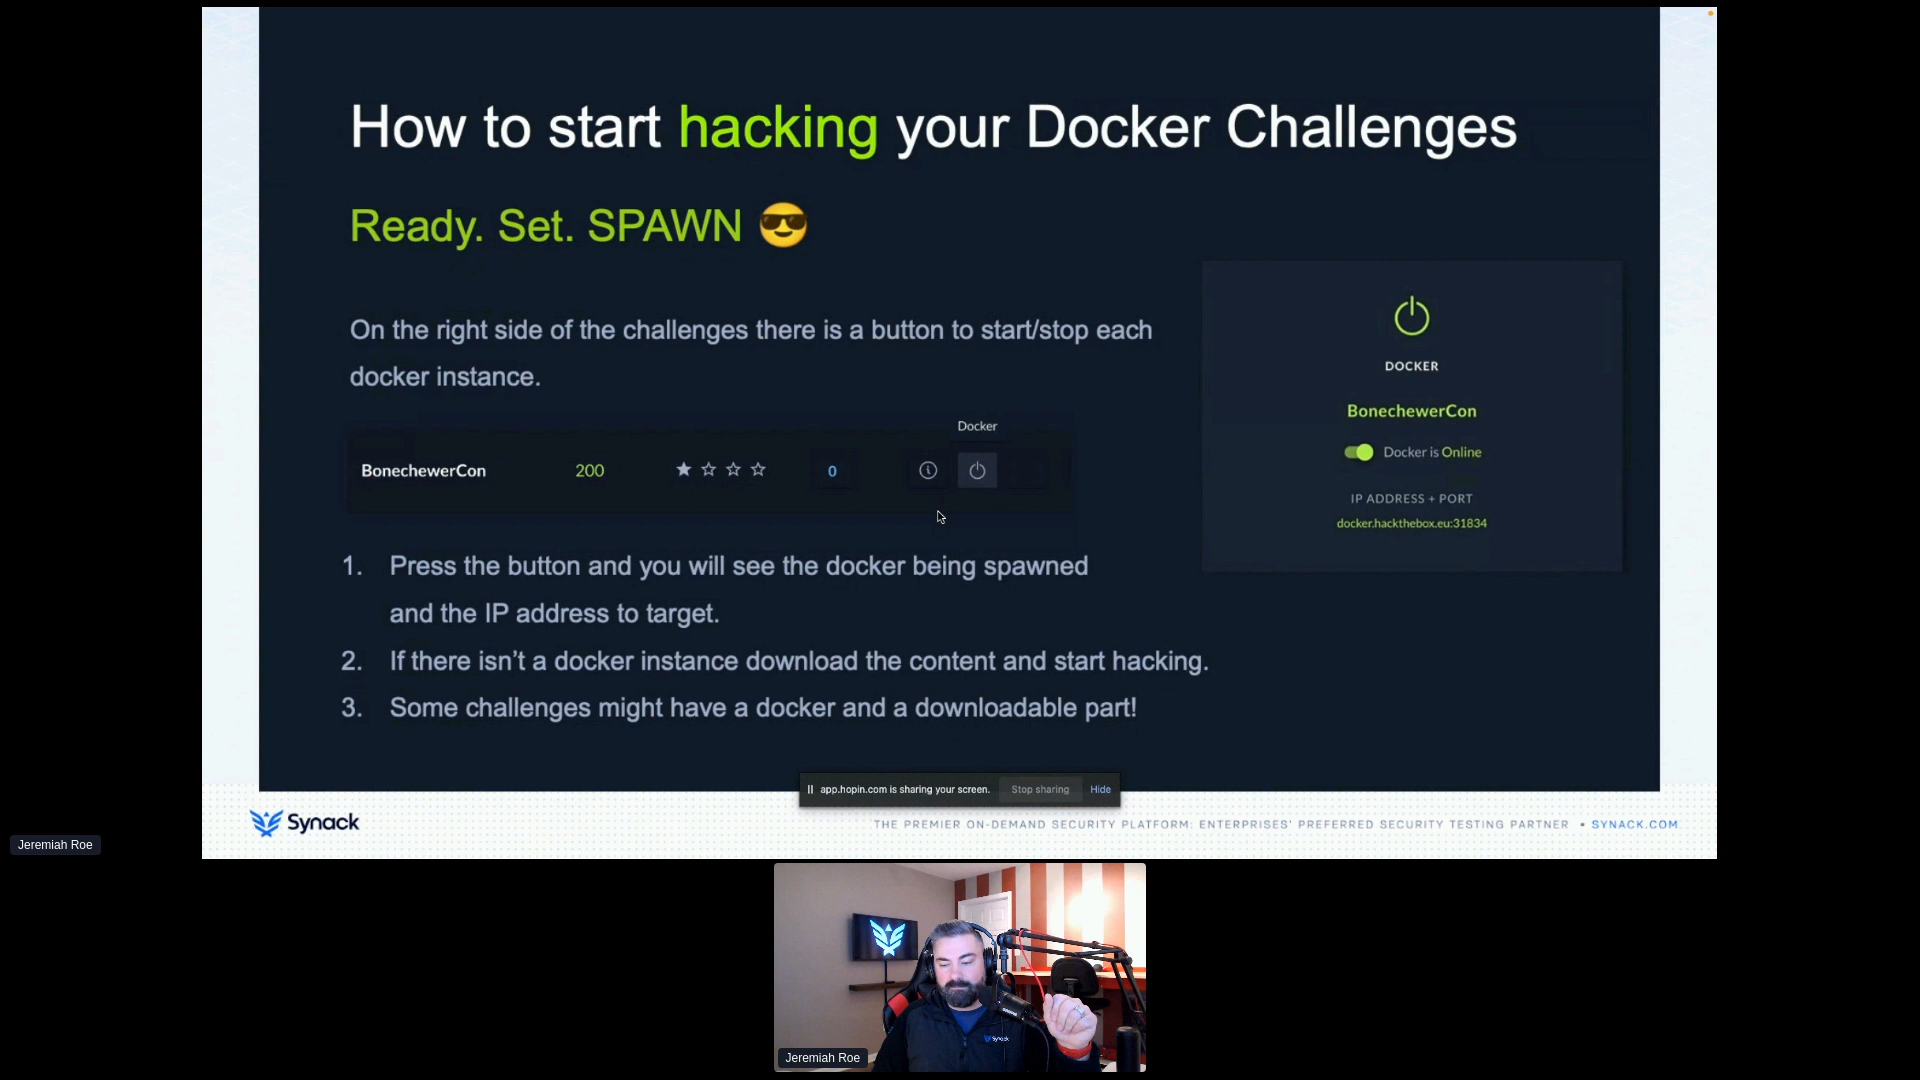 How to start hacking your Docker Challenges
Ready. Set. SPAWN
On the right side of the challenges there is a button to start/stop each
docker instance.
Docker
BonechewerCon 200 0
DOCKER
BonechewerCon
Docker is Online
IP ADDRESS + PORT
docker.hackthebox.eu:31834
1. Press the button and you will see the docker being spawned
and the IP address to target.
2. If there isn’t a docker instance download the content and start hacking.
3. Some challenges might have a docker and a downloadable part!
app.hopin.com is sharing your screen. Stop sharing Hide
Synack
THE PREMIER ON-DEMAND SECURITY PLATFORM: ENTERPRISES' PREFERRED SECURITY TESTING PARTNER • SYNACK.COM
Jeremiah Roe
Synack
Jeremiah Roe